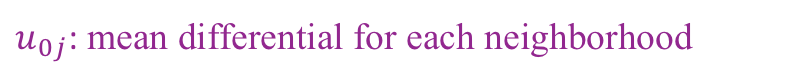 u₀ⱼ: mean differential for each neighborhood